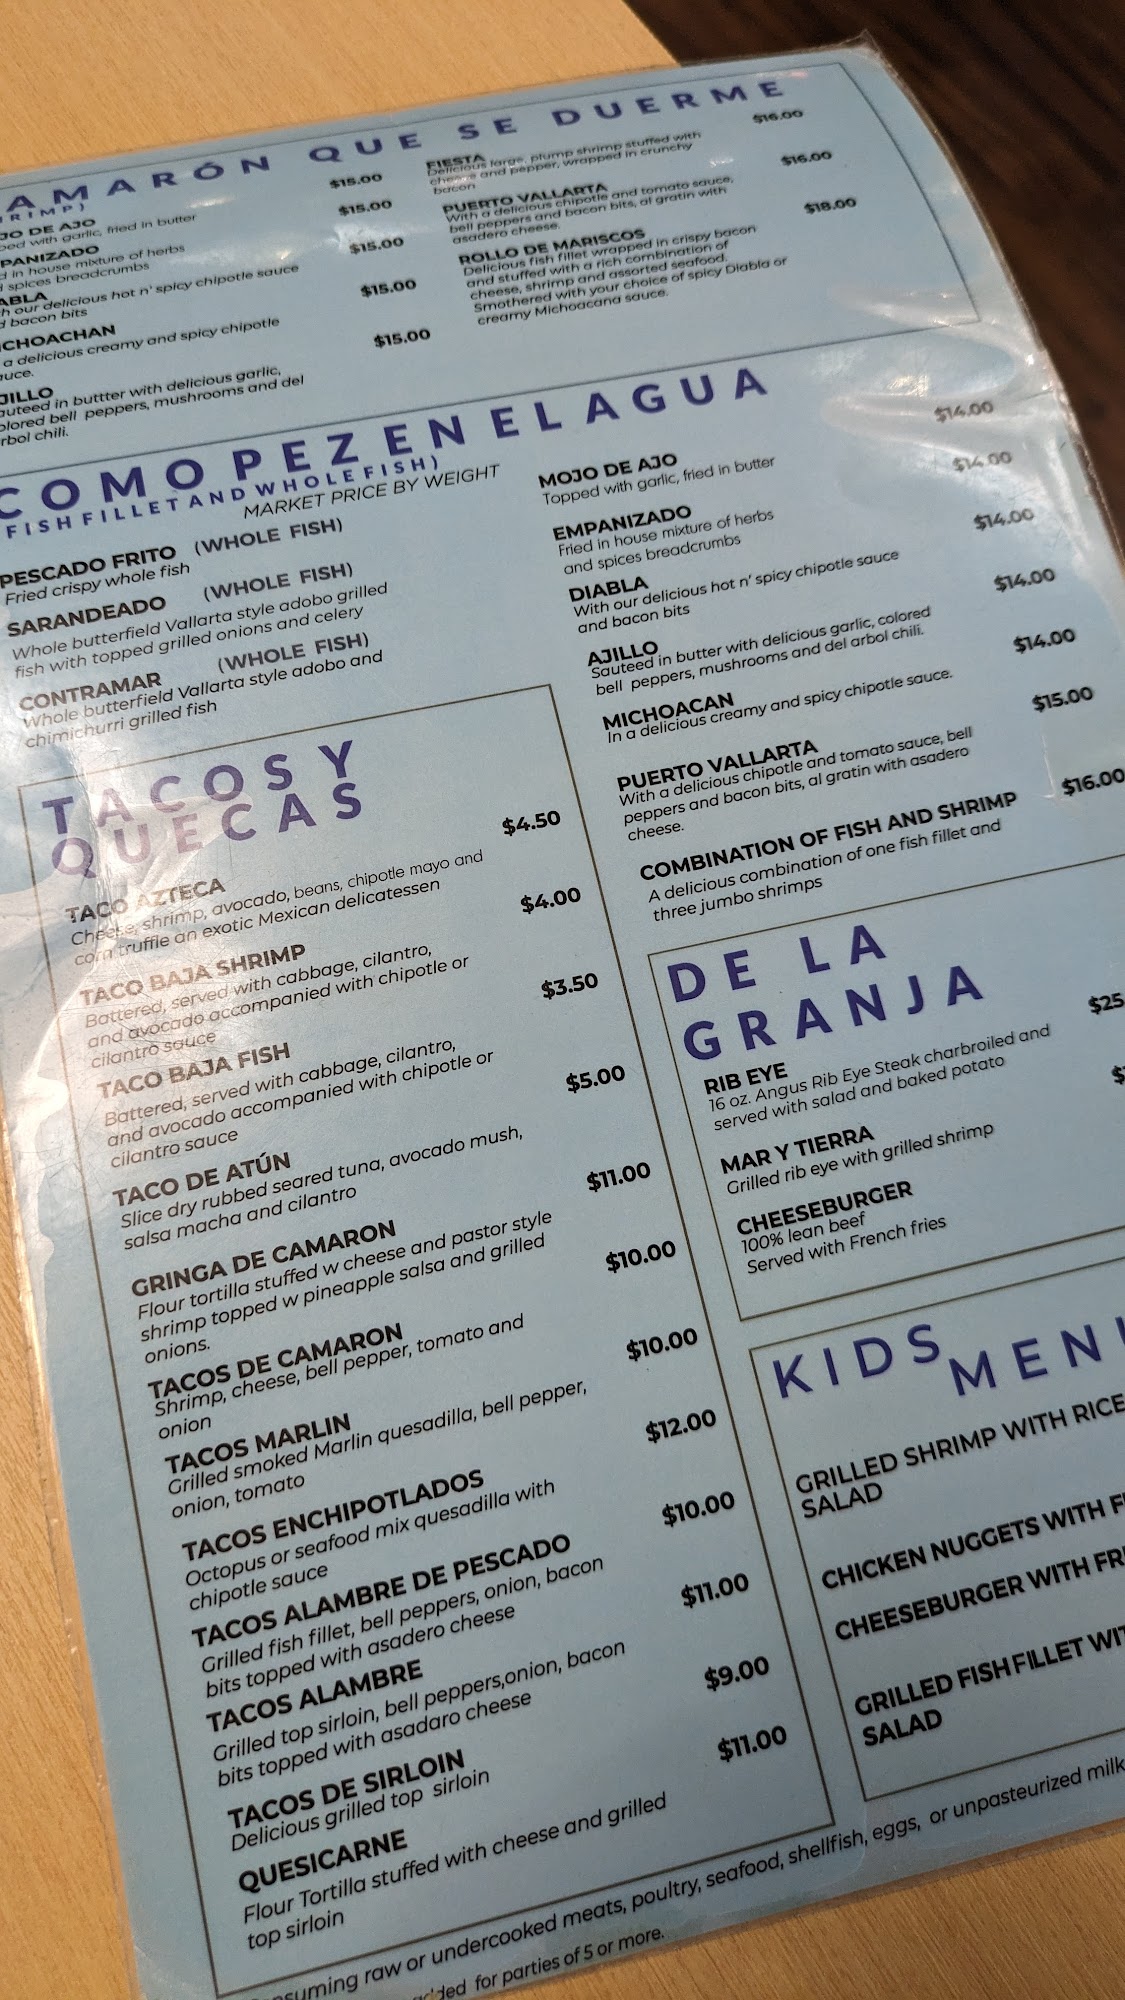 AMARÓN QUE SE DUERME
$15.00
JO DE AJO
with garlic, fried in butter
$15.00
PANIZADO
in house mixture of herbs
spices breadcrumbs
$15.00
ABLA
our delicious hot n' spicy chipotle sauce
bacon bits
$15.00
CHOACHAN
a delicious creamy and spicy chipotle
$15.00
JILLO
in buttter with delicious garlic,
bell peppers, mushrooms and del
chili.
$16.00
FIESTA
Delicious large, plump shrimp stuffed with
cheese and pepper, wrapped in crunchy
bacon
$16.00
PUERTO VALLARTA
With a delicious chipotle and tomato sauce,
bell peppers and bacon bits, al gratin with
asadero cheese.
$18.00
ROLLO DE MARISCOS
Delicious fish fillet wrapped in crispy bacon
and stuffed with a rich combination of
cheese, shrimp and assorted seafood.
Smothered with your choice of spicy Diabla or
creamy Michoacana sauce.
COMO PEZ EN EL AGUA
FISH FILLET AND WHOLE FISH)
MARKET PRICE BY WEIGHT
PESCADO FRITO (WHOLE FISH)
Fried crispy whole fish
SARANDEADO (WHOLE FISH)
Whole butterfield Vallarta style adobo grilled
fish with topped grilled onions and celery
CONTRAMAR (WHOLE FISH)
Whole butterfield Vallarta style adobo and
chimichurri grilled fish
$14.00
MOJO DE AJO
Topped with garlic, fried in butter
$14.00
EMPANIZADO
Fried in house mixture of herbs
and spices breadcrumbs
$14.00
DIABLA
With our delicious hot n' spicy chipotle sauce
and bacon bits
$14.00
AJILLO
Sauteed in butter with delicious garlic, colored
bell peppers, mushrooms and del arbol chili.
$14.00
MICHOACAN
In a delicious creamy and spicy chipotle sauce.
$15.00
PUERTO VALLARTA
With a delicious chipotle and tomato sauce, bell
peppers and bacon bits, al gratin with asadero
cheese.
$16.00
COMBINATION OF FISH AND SHRIMP
A delicious combination of one fish fillet and
three jumbo shrimps
TACOS Y
QUECAS
$4.50
TACO AZTECA
Cheese, shrimp, avocado, beans, chipotle mayo and
corn truffle an exotic Mexican delicatessen
$4.00
TACO BAJA SHRIMP
Battered, served with cabbage, cilantro,
and avocado accompanied with chipotle or
cilantro sauce
$3.50
TACO BAJA FISH
Battered, served with cabbage, cilantro,
and avocado accompanied with chipotle or
cilantro sauce
$5.00
TACO DE ATÚN
Slice dry rubbed seared tuna, avocado mush,
salsa macha and cilantro
$11.00
GRINGA DE CAMARON
Flour tortilla stuffed w cheese and pastor style
shrimp topped w pineapple salsa and grilled
onions.
$10.00
TACOS DE CAMARON
Shrimp, cheese, bell pepper, tomato and
onion
$10.00
TACOS MARLIN
Grilled smoked Marlin quesadilla, bell pepper,
onion, tomato
$12.00
TACOS ENCHIPOTLADOS
Octopus or seafood mix quesadilla with
chipotle sauce
$10.00
TACOS ALAMBRE DE PESCADO
Grilled fish fillet, bell peppers, onion, bacon
bits topped with asadero cheese
$11.00
TACOS ALAMBRE
Grilled top sirloin, bell peppers,onion, bacon
bits topped with asadaro cheese
$9.00
TACOS DE SIRLOIN
Delicious grilled top sirloin
$11.00
QUESICARNE
Flour Tortilla stuffed with cheese and grilled
top sirloin
DE LA
GRANJA
$25
RIB EYE
16 oz. Angus Rib Eye Steak charbroiled and
served with salad and baked potato
MAR Y TIERRA
Grilled rib eye with grilled shrimp
CHEESEBURGER
100% lean beef
Served with French fries
KIDS MEN
GRILLED SHRIMP WITH RICE
SALAD
CHICKEN NUGGETS WITH F
CHEESEBURGER WITH FR
GRILLED FISH FILLET WIT
SALAD
suming raw or undercooked meats, poultry, seafood, shellfish, eggs, or unpasteurized milk
added for parties of 5 or more.